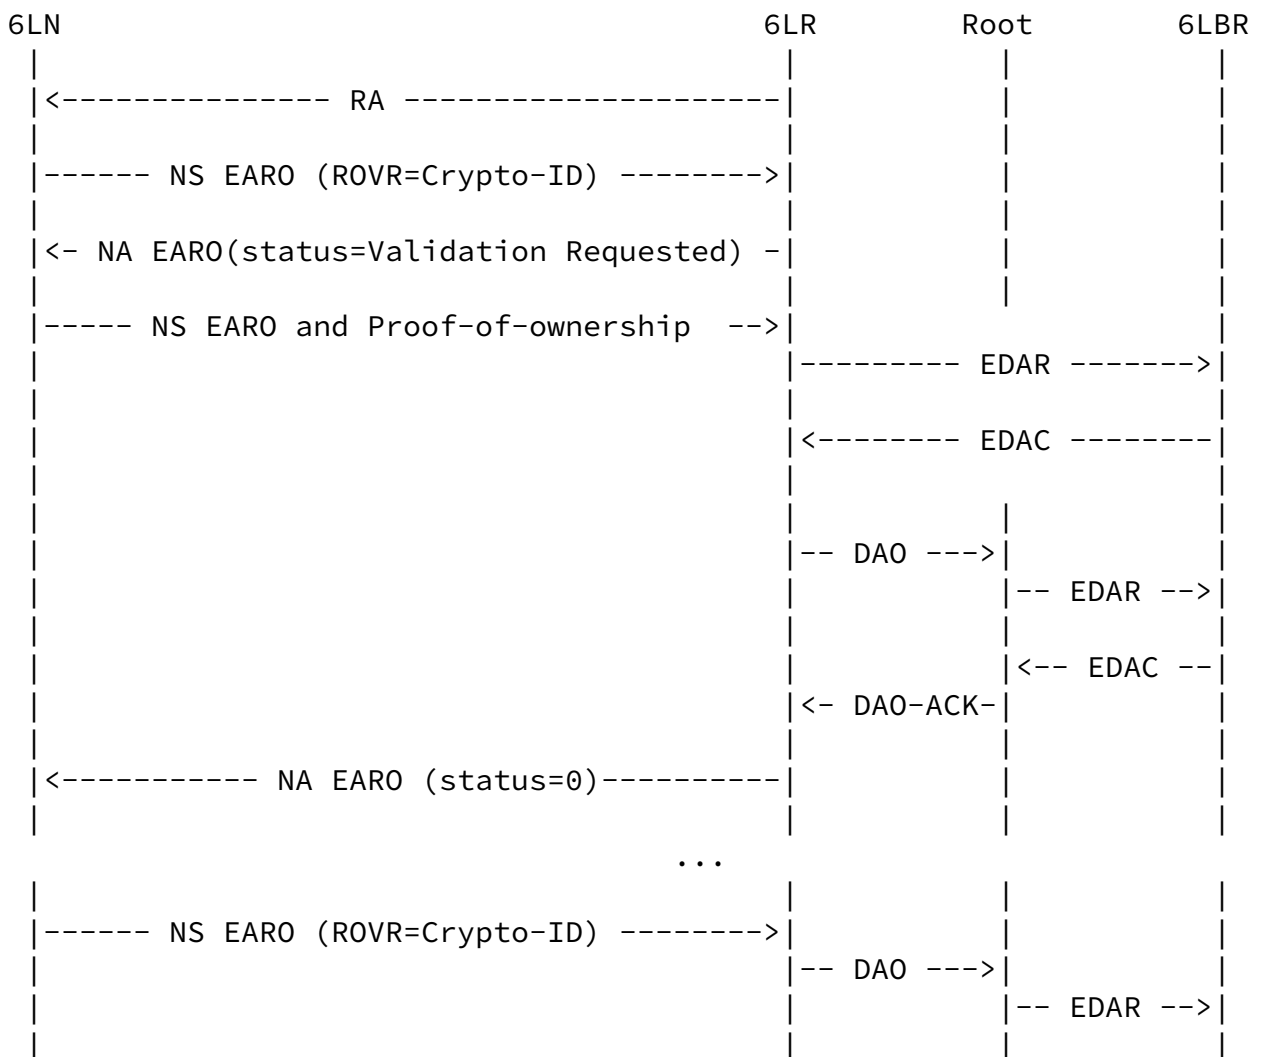 6LN 6LR Root 6LBR
<--------------- RA ---------------------
------ NS EARO (ROVR=Crypto-ID) -------->
<- NA EARO(status=Validation Requested) -
----- NS EARO and Proof-of-ownership -->
--------- EDAR ------->
<-------- EDAC --------
-- DAO --->
-- EDAR -->
<-- EDAC --
<- DAO-ACK-
<----------- NA EARO (status=0)----------
...
------ NS EARO (ROVR=Crypto-ID) -------->
-- DAO --->
-- EDAR -->